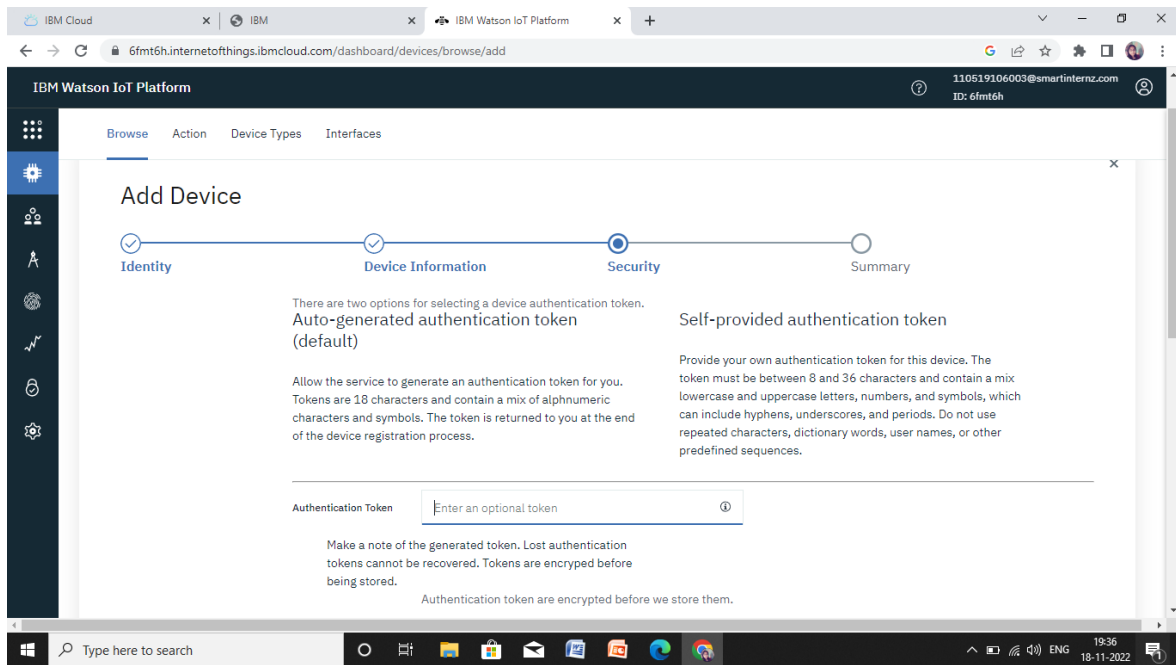 IBM Cloud
IBM
IBM Watson IoT Platform
6fmt6h.internetofthings.ibmcloud.com/dashboard/devices/browse/add
IBM Watson IoT Platform
110519106003@smartinternz.com
ID: 6fmt6h
Browse Action Device Types Interfaces
Add Device
Identity Device Information Security Summary
There are two options for selecting a device authentication token.
Auto-generated authentication token
(default)
Allow the service to generate an authentication token for you.
Tokens are 18 characters and contain a mix of alphnumeric
characters and symbols. The token is returned to you at the end
of the device registration process.
Self-provided authentication token
Provide your own authentication token for this device. The
token must be between 8 and 36 characters and contain a mix
lowercase and uppercase letters, numbers, and symbols, which
can include hyphens, underscores, and periods. Do not use
repeated characters, dictionary words, user names, or other
predefined sequences.
Authentication Token
Enter an optional token
Make a note of the generated token. Lost authentication
tokens cannot be recovered. Tokens are encryped before
being stored.
Authentication token are encrypted before we store them.
Type here to search
ENG
19:36
18-11-2022